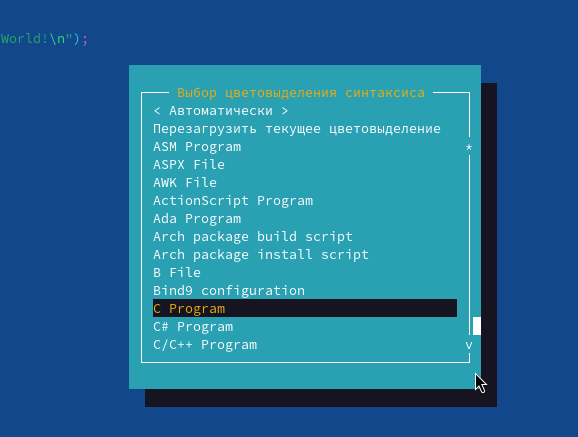 World!\n");
Выбор цветовыделения синтаксиса
< Автоматически >
Перезагрузить текущее цветовыделение
ASM Program
*
ASPX File
AWK File
ActionScript Program
Ada Program
Arch package build script
Arch package install script
B File
Bind9 configuration
C Program
C# Program
C/C++ Program
v